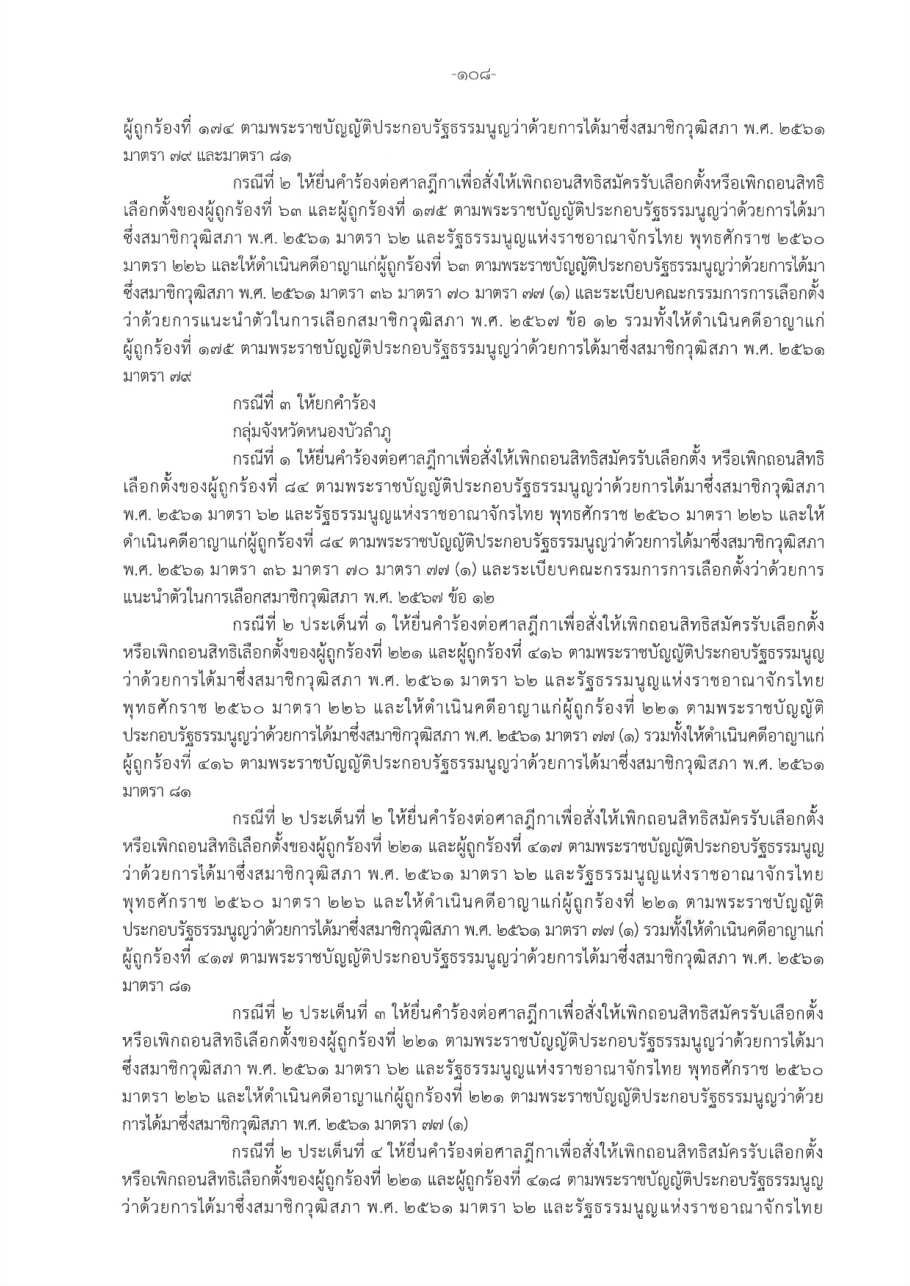 -๑๐๘-
ผู้ถูกร้องที่ ๑๗๔ ตามพระราชบัญญัติประกอบรัฐธรรมนูญว่าด้วยการได้มาซึ่งสมาชิกวุฒิสภา พ.ศ. ๒๕๖๑
มาตรา ๗๙ และมาตรา ๘๑
กรณีที่ ๒ ให้ยื่นคำร้องต่อศาลฎีกาเพื่อสั่งให้เพิกถอนสิทธิสมัครรับเลือกตั้งหรือเพิกถอนสิทธิ
เลือกตั้งของผู้ถูกร้องที่ ๖๓ และผู้ถูกร้องที่ ๑๗๕ ตามพระราชบัญญัติประกอบรัฐธรรมนูญว่าด้วยการได้มา
ซึ่งสมาชิกวุฒิสภา พ.ศ. ๒๕๖๑ มาตรา ๖๒ และรัฐธรรมนูญแห่งราชอาณาจักรไทย พุทธศักราช ๒๕๖๐
มาตรา ๒๒๖ และให้ดำเนินคดีอาญาแก่ผู้ถูกร้องที่ ๖๓ ตามพระราชบัญญัติประกอบรัฐธรรมนูญว่าด้วยการได้มา
ซึ่งสมาชิกวุฒิสภา พ.ศ. ๒๕๖๑ มาตรา ๓๖ มาตรา ๗๐ มาตรา ๗๗ (๑) และระเบียบคณะกรรมการการเลือกตั้ง
ว่าด้วยการแนะนำตัวในการเลือกสมาชิกวุฒิสภา พ.ศ. ๒๕๖๗ ข้อ ๑๒ รวมทั้งให้ดำเนินคดีอาญาแก่
ผู้ถูกร้องที่ ๑๗๕ ตามพระราชบัญญัติประกอบรัฐธรรมนูญว่าด้วยการได้มาซึ่งสมาชิกวุฒิสภา พ.ศ. ๒๕๖๑
มาตรา ๗๙
กรณีที่ ๓ ให้ยกคำร้อง
กลุ่มจังหวัดหนองบัวลำภู
กรณีที่ ๑ ให้ยื่นคำร้องต่อศาลฎีกาเพื่อสั่งให้เพิกถอนสิทธิสมัครรับเลือกตั้ง หรือเพิกถอนสิทธิ
เลือกตั้งของผู้ถูกร้องที่ ๘๔ ตามพระราชบัญญัติประกอบรัฐธรรมนูญว่าด้วยการได้มาซึ่งสมาชิกวุฒิสภา
พ.ศ. ๒๕๖๑ มาตรา ๖๒ และรัฐธรรมนูญแห่งราชอาณาจักรไทย พุทธศักราช ๒๕๖๐ มาตรา ๒๒๖ และให้
ดำเนินคดีอาญาแก่ผู้ถูกร้องที่ ๘๔ ตามพระราชบัญญัติประกอบรัฐธรรมนูญว่าด้วยการได้มาซึ่งสมาชิกวุฒิสภา
พ.ศ. ๒๕๖๑ มาตรา ๓๖ มาตรา ๗๐ มาตรา ๗๗ (๑) และระเบียบคณะกรรมการการเลือกตั้งว่าด้วยการ
แนะนำตัวในการเลือกสมาชิกวุฒิสภา พ.ศ. ๒๕๖๗ ข้อ ๑๒
กรณีที่ ๒ ประเด็นที่ ๑ ให้ยื่นคำร้องต่อศาลฎีกาเพื่อสั่งให้เพิกถอนสิทธิสมัครรับเลือกตั้ง
หรือเพิกถอนสิทธิเลือกตั้งของผู้ถูกร้องที่ ๒๒๑ และผู้ถูกร้องที่ ๔๑๖ ตามพระราชบัญญัติประกอบรัฐธรรมนูญ
ว่าด้วยการได้มาซึ่งสมาชิกวุฒิสภา พ.ศ. ๒๕๖๑ มาตรา ๖๒ และรัฐธรรมนูญแห่งราชอาณาจักรไทย
พุทธศักราช ๒๕๖๐ มาตรา ๒๒๖ และให้ดำเนินคดีอาญาแก่ผู้ถูกร้องที่ ๒๒๑ ตามพระราชบัญญัติ
ประกอบรัฐธรรมนูญว่าด้วยการได้มาซึ่งสมาชิกวุฒิสภา พ.ศ. ๒๕๖๑ มาตรา ๗๗ (๑) รวมทั้งให้ดำเนินคดีอาญาแก่
ผู้ถูกร้องที่ ๔๑๖ ตามพระราชบัญญัติประกอบรัฐธรรมนูญว่าด้วยการได้มาซึ่งสมาชิกวุฒิสภา พ.ศ. ๒๕๖๑
มาตรา ๘๑
กรณีที่ ๒ ประเด็นที่ ๒ ให้ยื่นคำร้องต่อศาลฎีกาเพื่อสั่งให้เพิกถอนสิทธิสมัครรับเลือกตั้ง
หรือเพิกถอนสิทธิเลือกตั้งของผู้ถูกร้องที่ ๒๒๑ และผู้ถูกร้องที่ ๔๑๗ ตามพระราชบัญญัติประกอบรัฐธรรมนูญ
ว่าด้วยการได้มาซึ่งสมาชิกวุฒิสภา พ.ศ. ๒๕๖๑ มาตรา ๖๒ และรัฐธรรมนูญแห่งราชอาณาจักรไทย
พุทธศักราช ๒๕๖๐ มาตรา ๒๒๖ และให้ดำเนินคดีอาญาแก่ผู้ถูกร้องที่ ๒๒๑ ตามพระราชบัญญัติ
ประกอบรัฐธรรมนูญว่าด้วยการได้มาซึ่งสมาชิกวุฒิสภา พ.ศ. ๒๕๖๑ มาตรา ๗๗ (๑) รวมทั้งให้ดำเนินคดีอาญาแก่
ผู้ถูกร้องที่ ๔๑๗ ตามพระราชบัญญัติประกอบรัฐธรรมนูญว่าด้วยการได้มาซึ่งสมาชิกวุฒิสภา พ.ศ. ๒๕๖๑
มาตรา ๘๑
กรณีที่ ๒ ประเด็นที่ ๓ ให้ยื่นคำร้องต่อศาลฎีกาเพื่อสั่งให้เพิกถอนสิทธิสมัครรับเลือกตั้ง
หรือเพิกถอนสิทธิเลือกตั้งของผู้ถูกร้องที่ ๒๒๑ ตามพระราชบัญญัติประกอบรัฐธรรมนูญว่าด้วยการได้มา
ซึ่งสมาชิกวุฒิสภา พ.ศ. ๒๕๖๑ มาตรา ๖๒ และรัฐธรรมนูญแห่งราชอาณาจักรไทย พุทธศักราช ๒๕๖๐
มาตรา ๒๒๖ และให้ดำเนินคดีอาญาแก่ผู้ถูกร้องที่ ๒๒๑ ตามพระราชบัญญัติประกอบรัฐธรรมนูญว่าด้วย
การได้มาซึ่งสมาชิกวุฒิสภา พ.ศ. ๒๕๖๑ มาตรา ๗๗ (๑)
กรณีที่ ๒ ประเด็นที่ ๔ ให้ยื่นคำร้องต่อศาลฎีกาเพื่อสั่งให้เพิกถอนสิทธิสมัครรับเลือกตั้ง
หรือเพิกถอนสิทธิเลือกตั้งของผู้ถูกร้องที่ ๒๒๑ และผู้ถูกร้องที่ ๔๑๘ ตามพระราชบัญญัติประกอบรัฐธรรมนูญ
ว่าด้วยการได้มาซึ่งสมาชิกวุฒิสภา พ.ศ. ๒๕๖๑ มาตรา ๖๒ และรัฐธรรมนูญแห่งราชอาณาจักรไทย